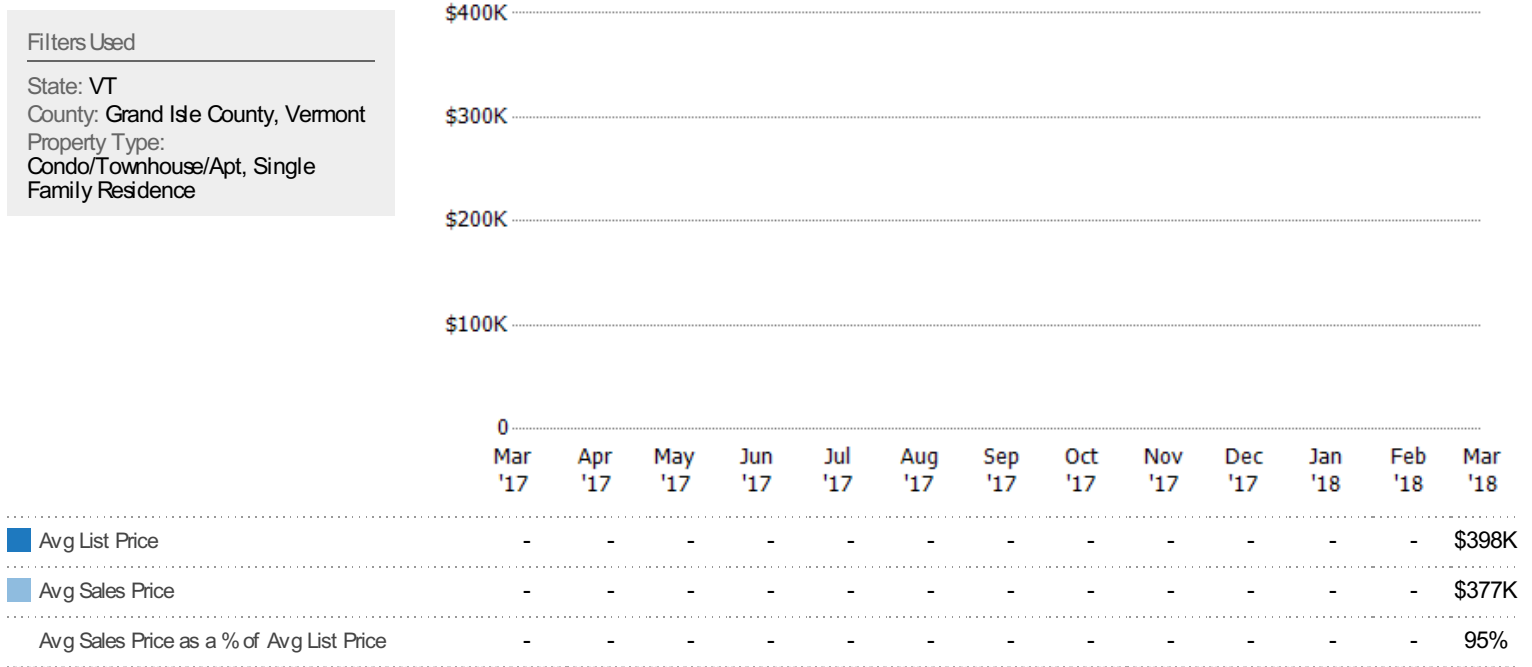 Filters Used
State: VT
County: Grand Isle County, Vermont
Property Type:
Condo/Townhouse/Apt, Single
Family Residence
$400K
$300K
$200K
$100K
0
Mar Apr May Jun Jul Aug Sep Oct Nov Dec Jan Feb Mar
'17 '17 '17 '17 '17 '17 '17 '17 '17 '17 '18 '18 '18
Avg List Price - - - - - - - - - - - - $398K
Avg Sales Price - - - - - - - - - - - - $377K
Avg Sales Price as a % of Avg List Price - - - - - - - - - - - - 95%